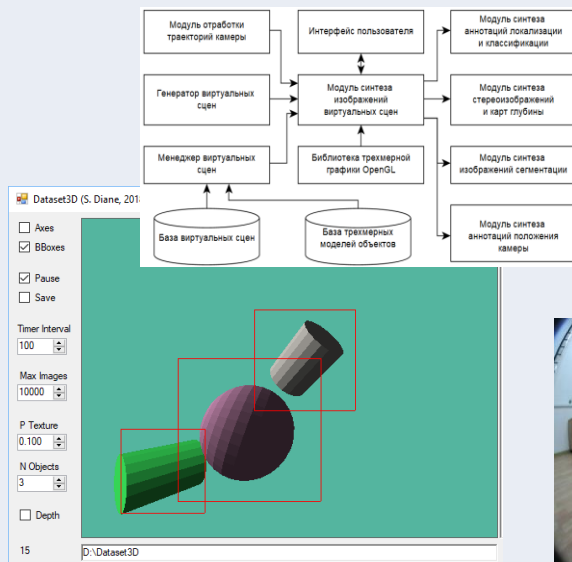 Модуль отработки
траекторий камеры
Интерфейс пользователя
Модуль синтеза
аннотаций локализации
и классификации
Генератор виртуальных
сцен
Модуль синтеза
изображений
виртуальных сцен
Модуль синтеза
стереоизображений
и карт глубины
Менеджер виртуальных
сцен
Библиотека трехмерной
графики OpenGL
Модуль синтеза
изображений сегментации
База виртуальных сцен
База трехмерных
моделей объектов
Модуль синтеза
аннотаций положения
камеры
Dataset3D (S. Diane, 201
Axes
BBoxes
Pause
Save
Timer Interval
100
Max Images
10000
P Texture
0.100
N Objects
3
Depth
15
D:\Dataset3D